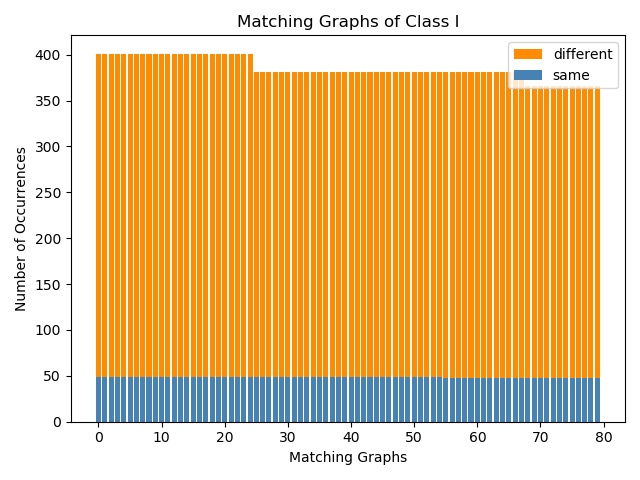 Matching Graphs of Class I
different
same
Number of Occurrences
400
350
300
250
200
150
100
50
0
0 10 20 30 40 50 60 70 80
Matching Graphs